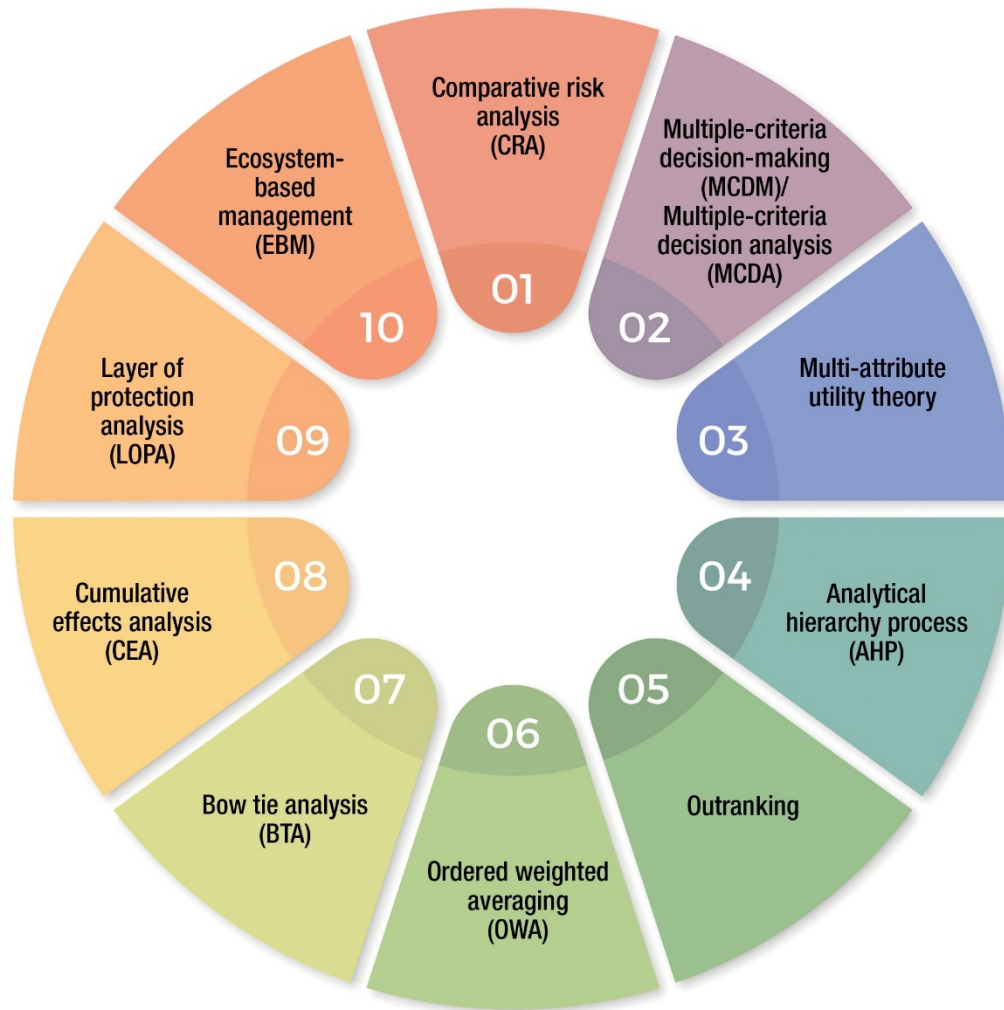 Comparative risk
analysis
(CRA)
01
Multiple-criteria
decision-making
(MCDM)/
Multiple-criteria
decision analysis
(MCDA)
02
Multi-attribute
utility theory
03
Analytical
hierarchy process
(AHP)
04
Outranking
05
Ordered weighted
averaging
(OWA)
06
Bow tie analysis
(BTA)
07
Cumulative
effects analysis
(CEA)
08
Layer of
protection
analysis
(LOPA)
09
Ecosystem-
based
management
(EBM)
10